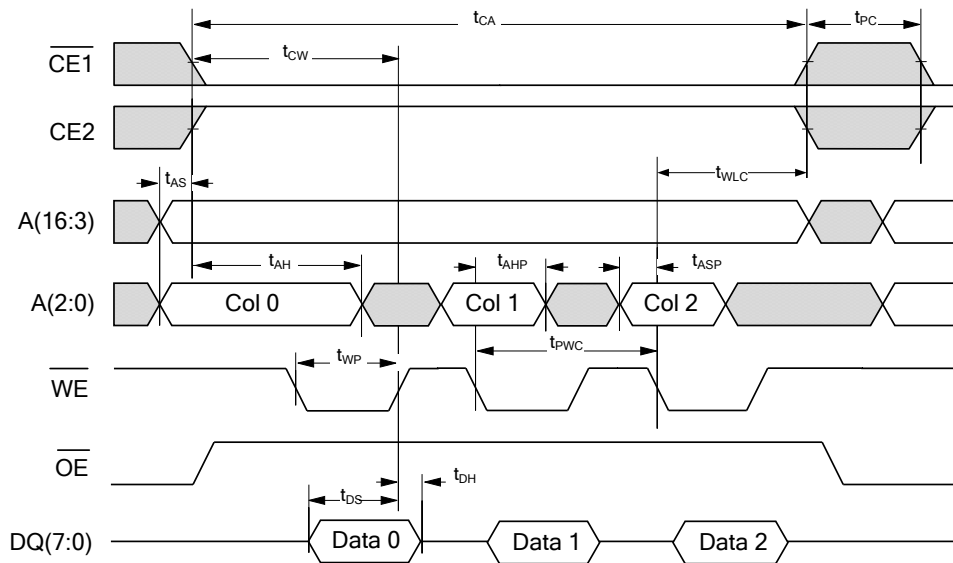 tCA tPC
CE1 tCW
CE2
tAS tWLC
A(16:3)
tAH tAHP tASP
A(2:0) Col 0 Col 1 Col 2
tWP tPWC
WE
OE
tDS tDH
DQ(7:0) Data 0 Data 1 Data 2